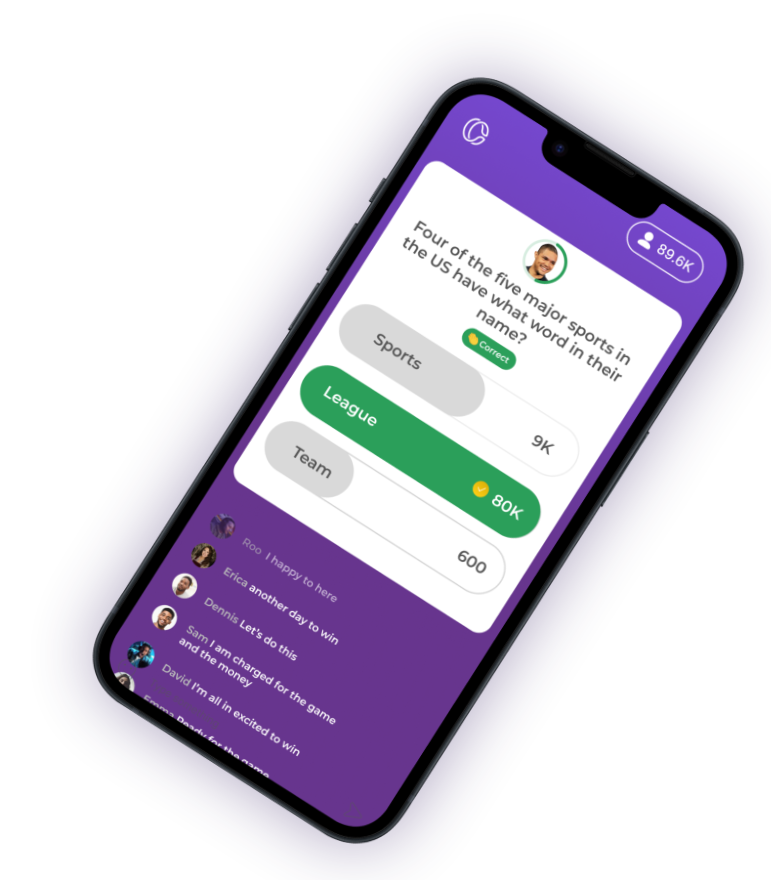 89.6K
Four of the five major sports in
the US have what word in their
name?
👏 Correct
Sports
9K
League
80K
Team
600
Roo I happy to here
Erica another day to win
Dennis Let's do this
Sam I am charged for the game
and the money
David I'm all in excited to win
Emma Ready for the game